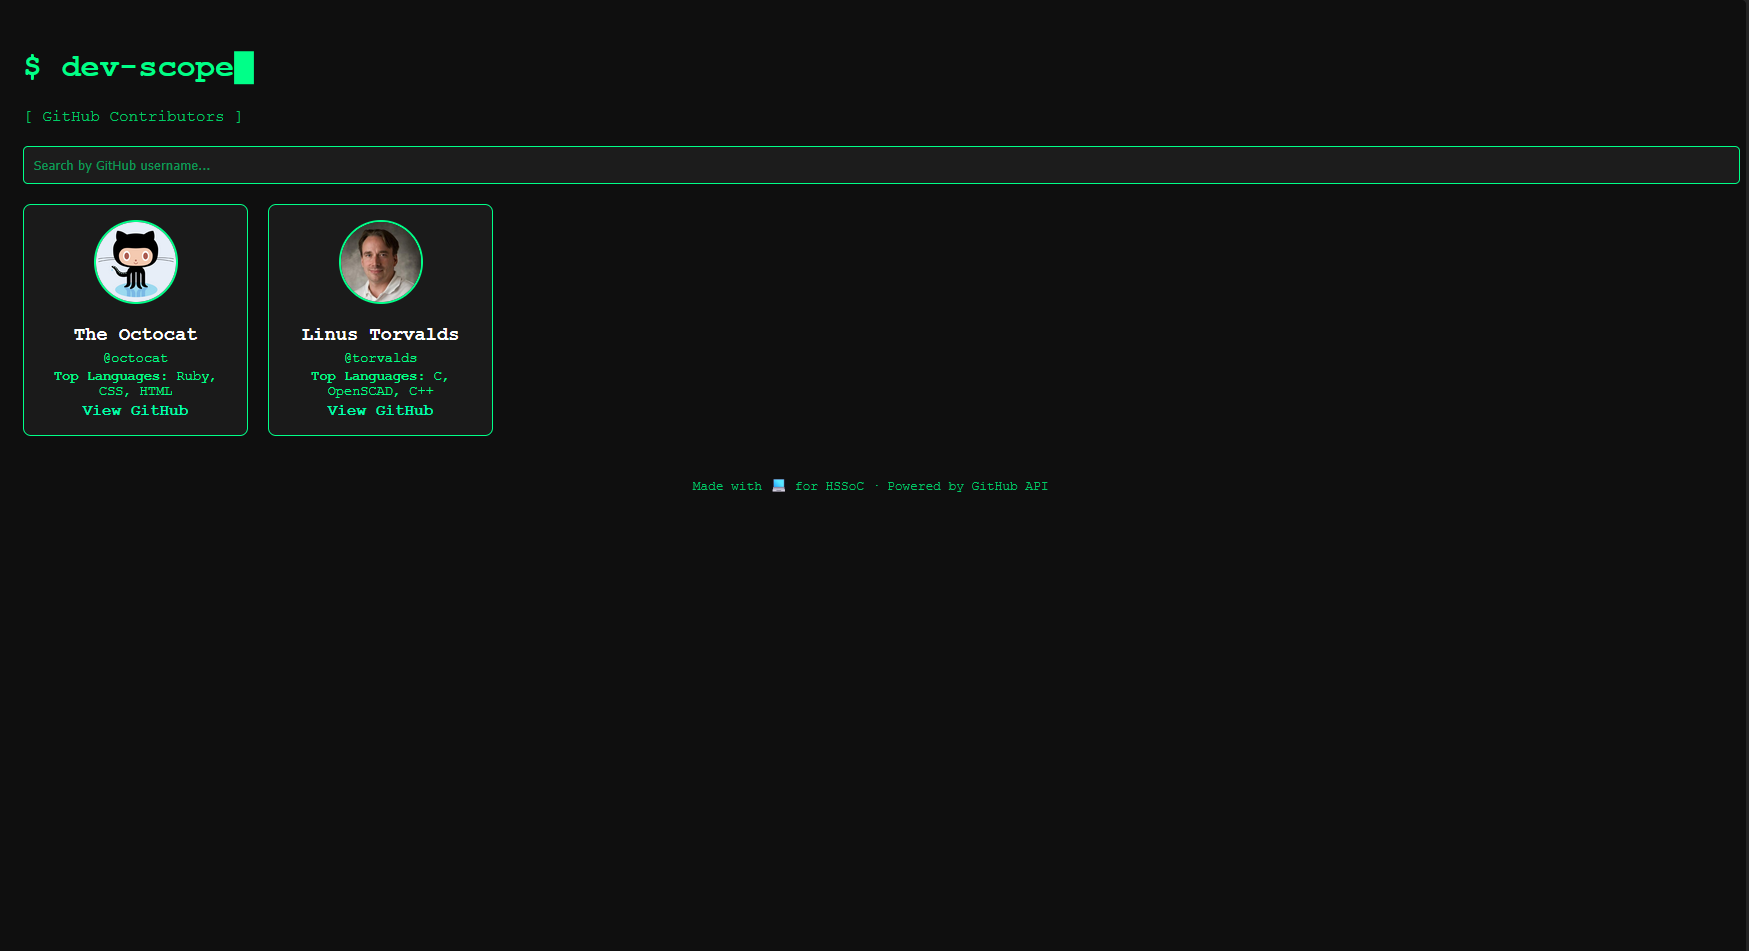 $ dev-scope
[ GitHub Contributors ]
Search by GitHub username...
The Octocat
@octocat
Top Languages: Ruby,
CSS, HTML
View GitHub
Linus Torvalds
@torvalds
Top Languages: C,
OpenSCAD, C++
View GitHub
Made with 💻 for HSSoC · Powered by GitHub API